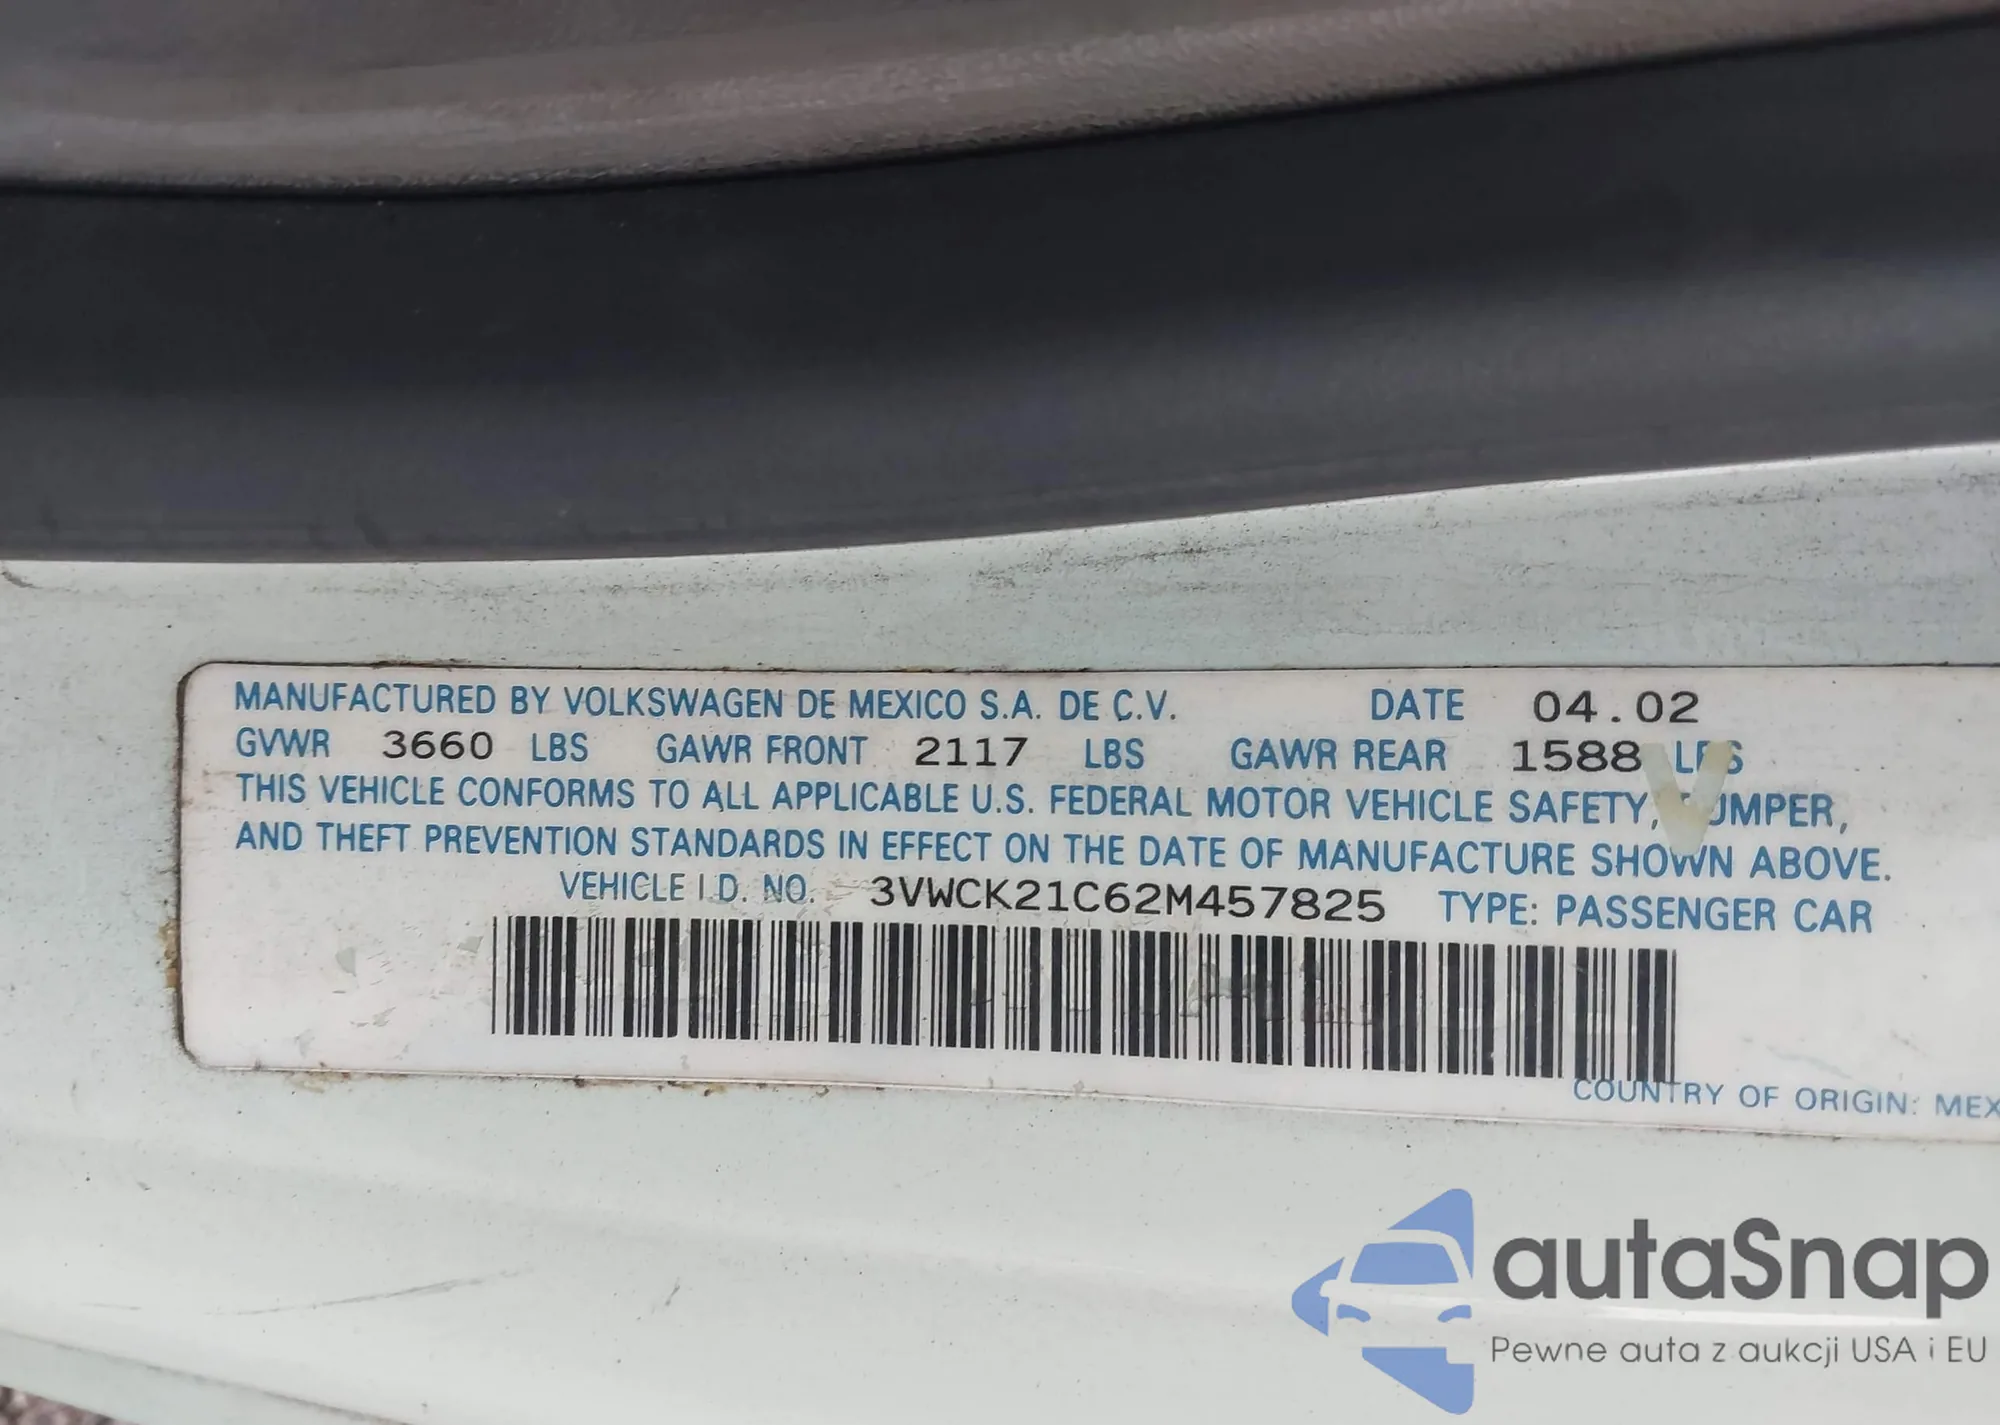 MANUFACTURED BY VOLKSWAGEN DE MEXICO S.A. DE C.V. DATE 04.02
GVWR 3660 LBS GAWR FRONT 2117 LBS GAWR REAR 1588 LBS
THIS VEHICLE CONFORMS TO ALL APPLICABLE U.S. FEDERAL MOTOR VEHICLE SAFETY, BUMPER,
AND THEFT PREVENTION STANDARDS IN EFFECT ON THE DATE OF MANUFACTURE SHOWN ABOVE.
VEHICLE I.D. NO. 3VWCK21C62M457825 TYPE: PASSENGER CAR
COUNTRY OF ORIGIN: MEX
autaSnap
Pewne auta z aukcji USA i EU